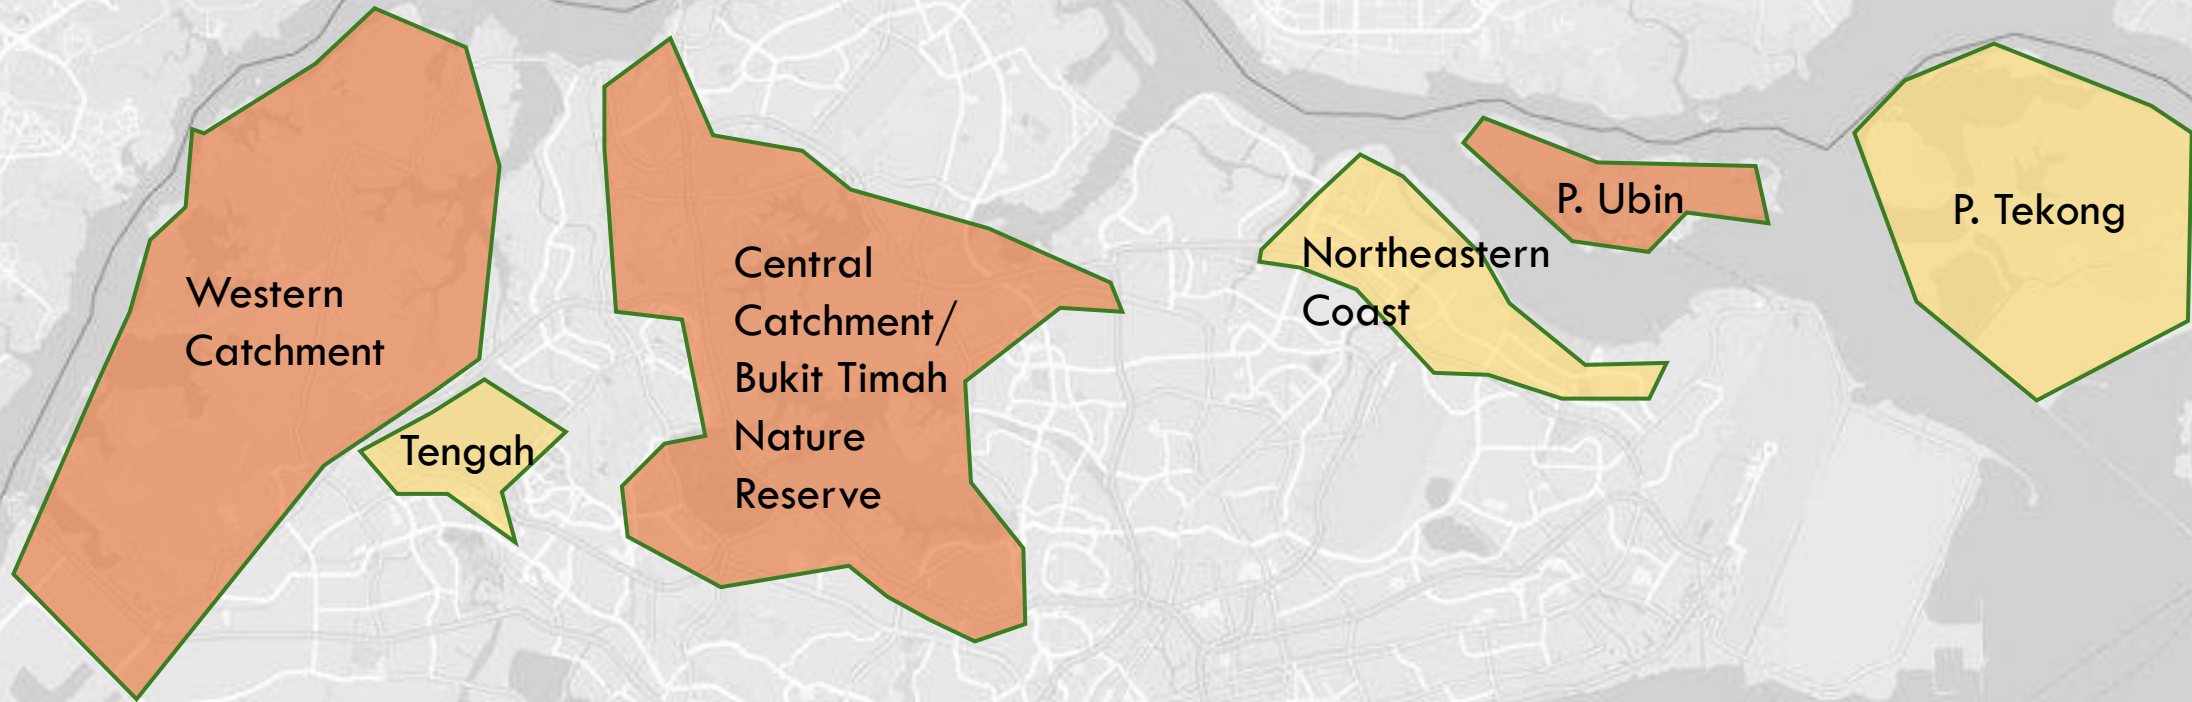 Western
Catchment
Tengah
Central
Catchment/
Bukit Timah
Nature
Reserve
Northeastern
Coast
P. Ubin
P. Tekong